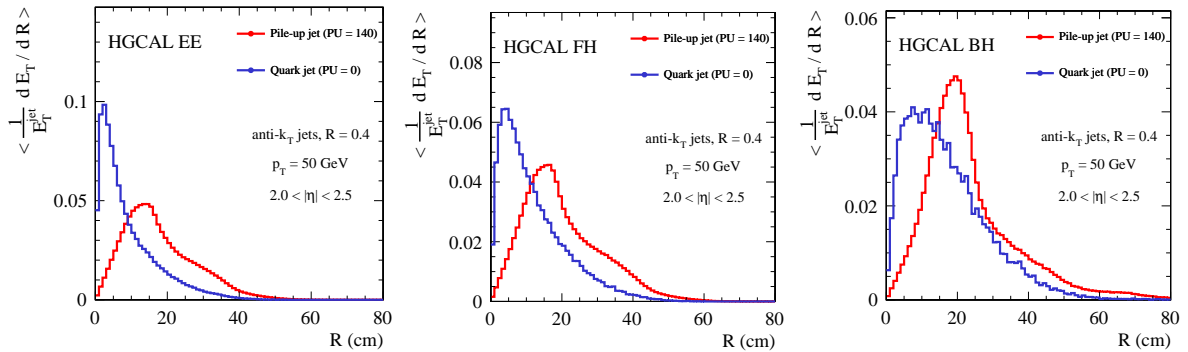 HGCAL EE
Pile-up jet (PU = 140)
Quark jet (PU = 0)
anti-k_T jets, R = 0.4
p_T = 50 GeV
2.0 < |η| < 2.5
< 1/E_T^jet d E_T / d R >
0.1
0.05
0
0 20 40 60 80
R (cm)
HGCAL FH
Pile-up jet (PU = 140)
Quark jet (PU = 0)
anti-k_T jets, R = 0.4
p_T = 50 GeV
2.0 < |η| < 2.5
< 1/E_T^jet d E_T / d R >
0.08
0.06
0.04
0.02
0.00
0 20 40 60 80
R (cm)
HGCAL BH
Pile-up jet (PU = 140)
Quark jet (PU = 0)
anti-k_T jets, R = 0.4
p_T = 50 GeV
2.0 < |η| < 2.5
< 1/E_T^jet d E_T / d R >
0.06
0.04
0.02
0.00
0 20 40 60 80
R (cm)